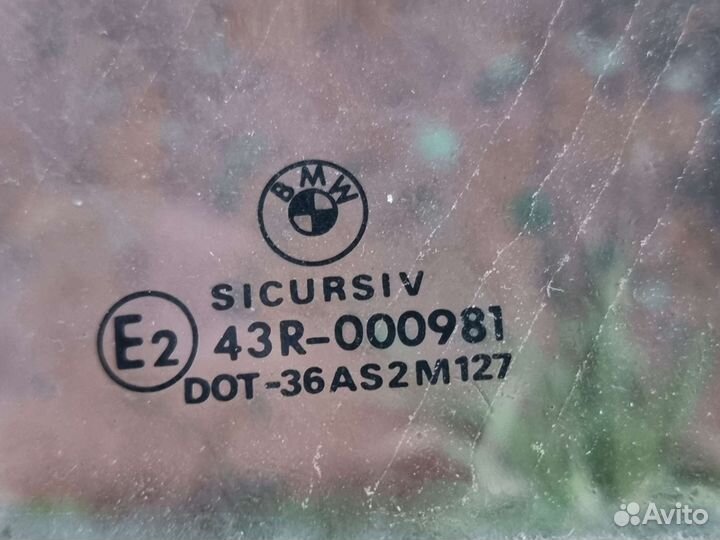 BMW
SICURSIV
E2 43R-000981
DOT-36AS2M127
Avito